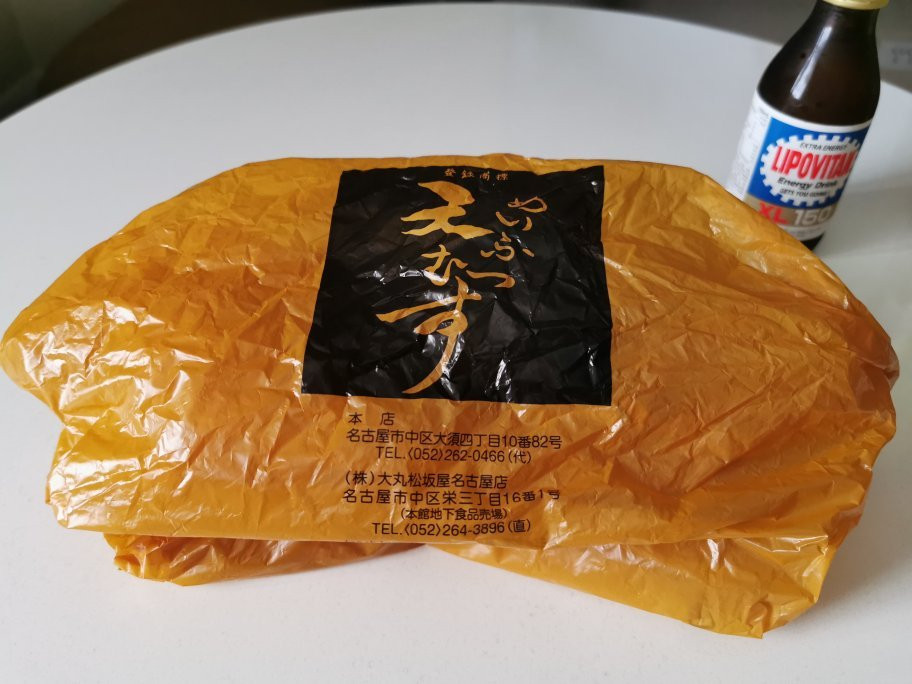 登録商標
めいふつ
天むす
本店
名古屋市中区大須四丁目10番82号
TEL.〈052〉262-0466(代)
(株)大丸松坂屋名古屋店
名古屋市中区栄三丁目16番1号
(本館地下食品売場)
TEL.〈052〉264-3896(直)
EXTRA ENERGY
LIPOVITAN
Energy Drink
LET'S YOU GOING!
XL 150